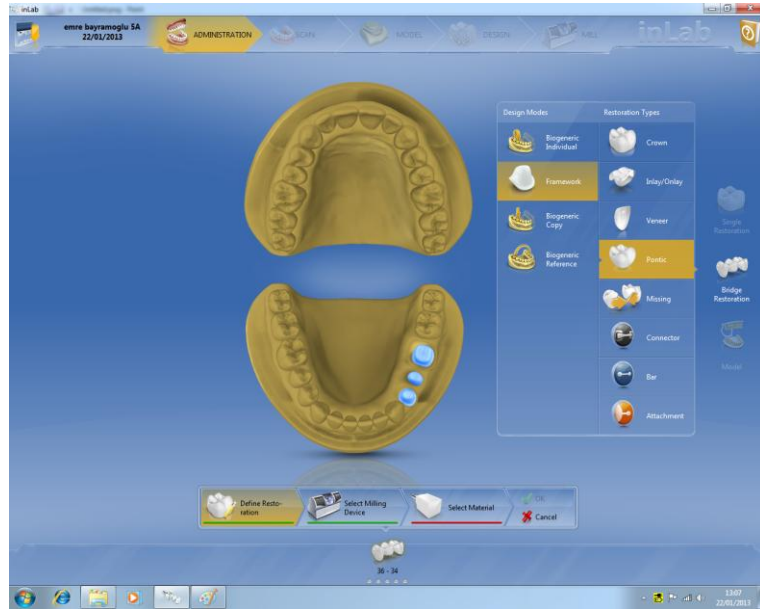 inLab
emre bayramoglu 5A
22/01/2013
ADMINISTRATION
SCAN
MODEL
DESIGN
MILL
inLab
Design Modes
Restoration Types
Biogeneric
Individual
Crown
Framework
Inlay/Onlay
Biogeneric
Copy
Veneer
Biogeneric
Reference
Pontic
Missing
Connector
Bar
Attachment
Single
Restoration
Bridge
Restoration
Model
Define Resto-
ration
Select Milling
Device
Select Material
OK
Cancel
36 - 34
13:07
22/01/2013